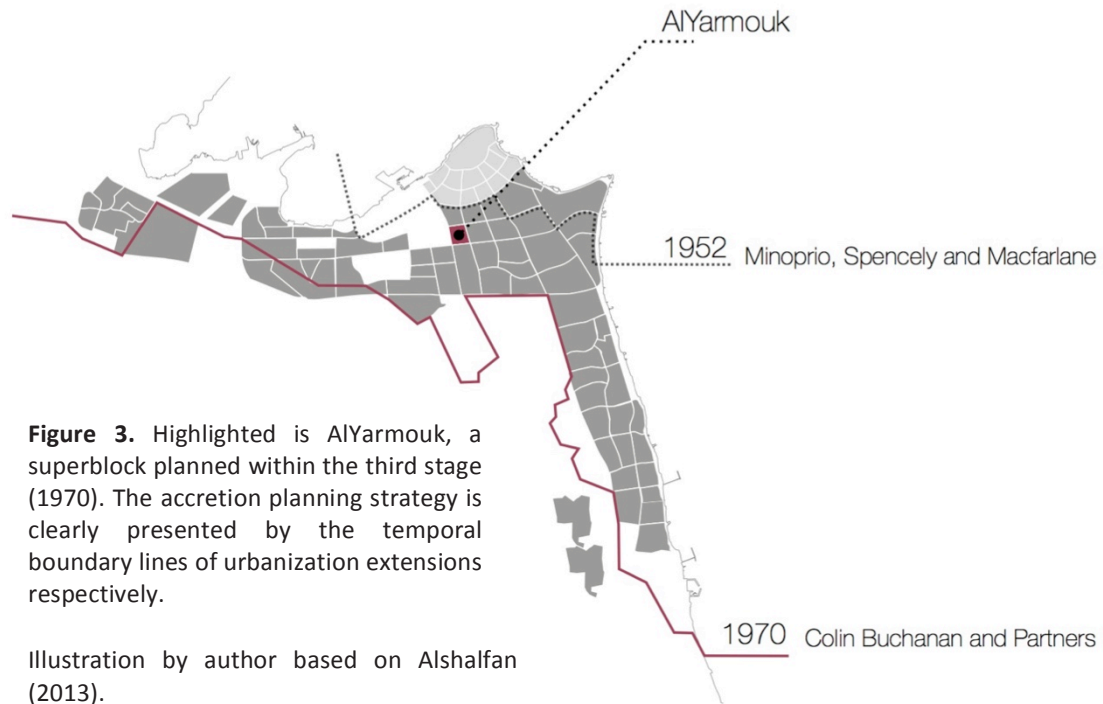 AlYarmouk
1952 Minoprio, Spencely and Macfarlane
Figure 3. Highlighted is AlYarmouk, a
superblock planned within the third stage
(1970). The accretion planning strategy is
clearly presented by the temporal
boundary lines of urbanization extensions
respectively.
Illustration by author based on Alshalfan
(2013).
1970 Colin Buchanan and Partners